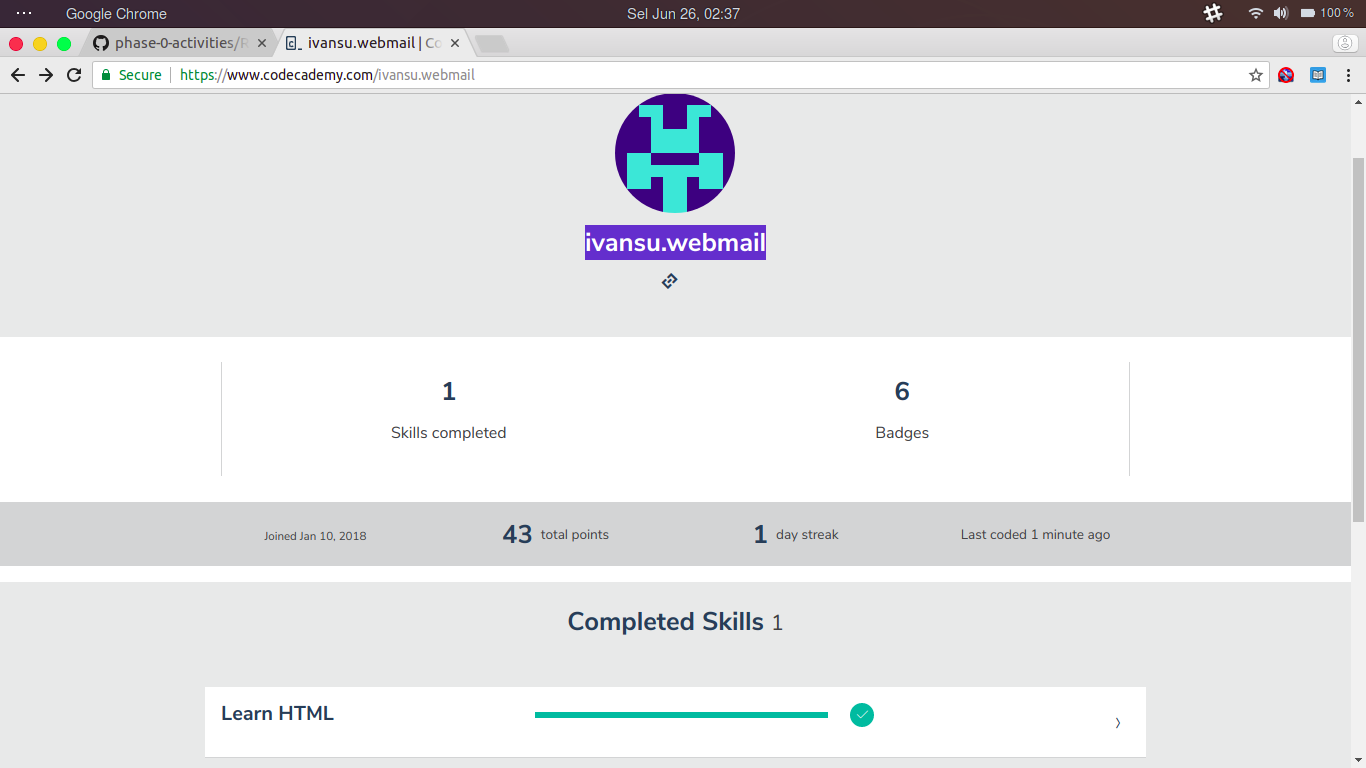 Google Chrome
Sel Jun 26, 02:37
100 %
phase-0-activities/
ivansu.webmail | Co
Secure
https://www.codecademy.com/ivansu.webmail
ivansu.webmail
1
6
Skills completed
Badges
Joined Jan 10, 2018
43 total points
1 day streak
Last coded 1 minute ago
Completed Skills 1
Learn HTML